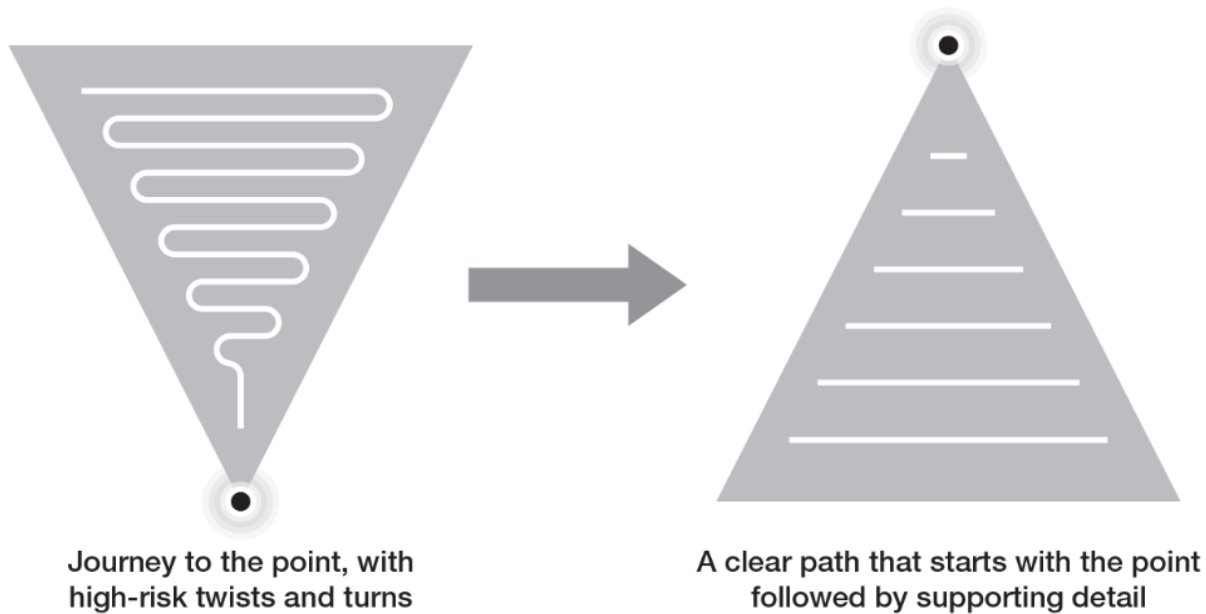 Journey to the point, with
high-risk twists and turns
A clear path that starts with the point
followed by supporting detail